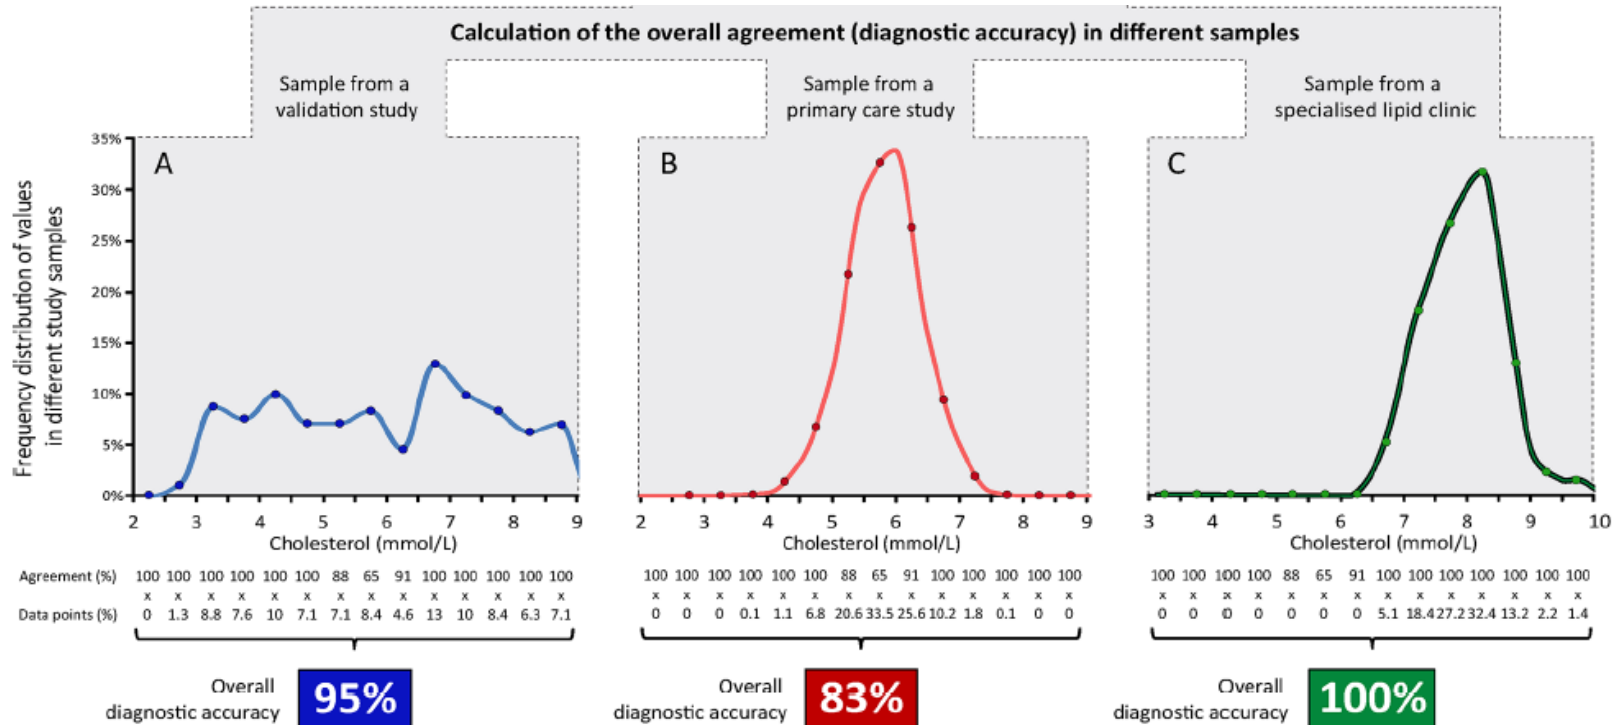 Calculation of the overall agreement (diagnostic accuracy) in different samples
Sample from a
validation study
Sample from a
primary care study
Sample from a
specialised lipid clinic
Frequency distribution of values
in different study samples
35%
30%
25%
20%
15%
10%
5%
0%
A
B
C
2 3 4 5 6 7 8 9
Cholesterol (mmol/L)
2 3 4 5 6 7 8 9
Cholesterol (mmol/L)
3 4 5 6 7 8 9 10
Cholesterol (mmol/L)
Agreement (%) 100 100 100 100 100 100 88 65 91 100 100 100 100 100
x x x x x x x x x x x x x x
Data points (%) 0 1.3 8.8 7.6 10 7.1 7.1 8.4 4.6 13 10 8.4 6.3 7.1
100 100 100 100 100 100 88 65 91 100 100 100 100 100
x x x x x x x x x x x x x x
0 0 0 0.1 1.1 6.8 20.6 33.5 25.6 10.2 1.8 0.1 0 0
100 100 100 100 88 65 91 100 100 100 100 100 100 100
x x x x x x x x x x x x x x
0 0 0 0 0 0 0 5.1 18.4 27.2 32.4 13.2 2.2 1.4
Overall
diagnostic accuracy
95%
Overall
diagnostic accuracy
83%
Overall
diagnostic accuracy
100%